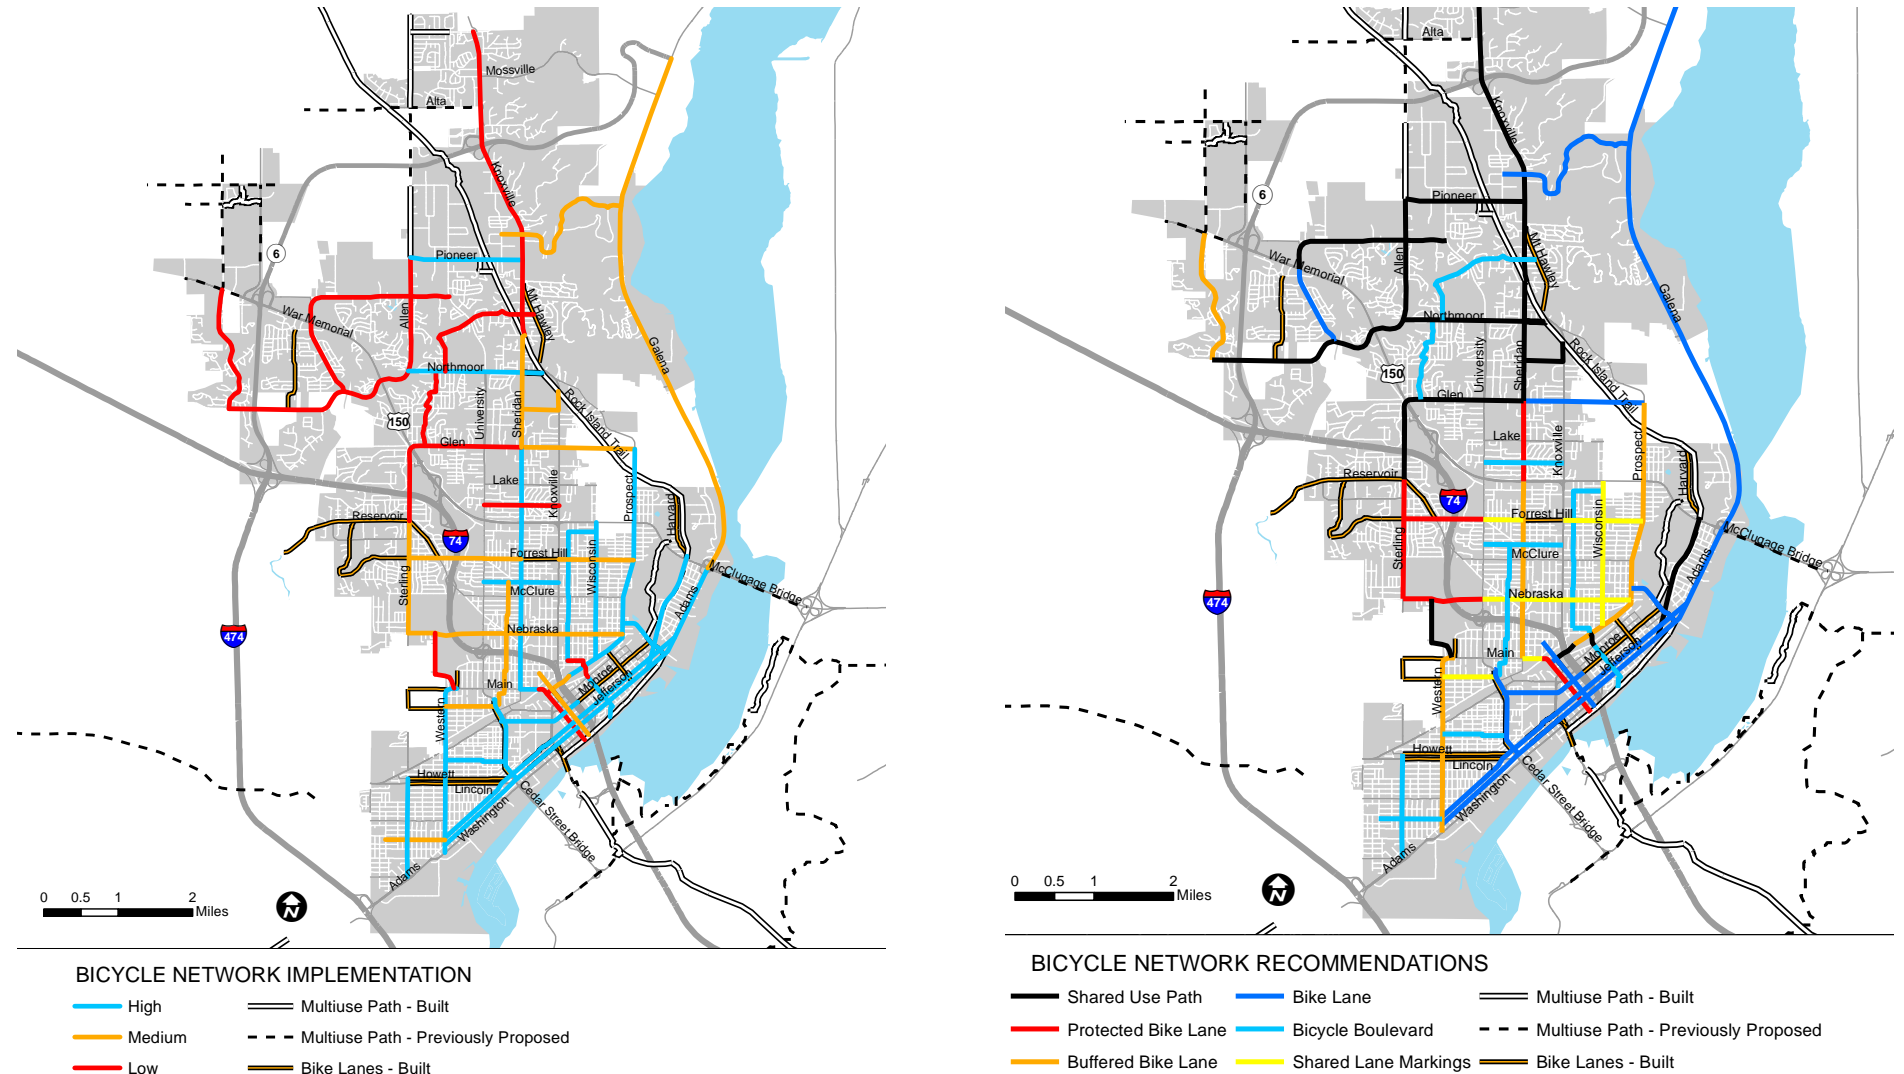 Mossville
Alta
Knoxville
6
Pioneer
War Memorial
Allen
Mt Hawley
Galena
Northmoor
University
Sheridan
Rock Island Trail
150
Glen
Lake
Knoxville
Prospect
Harvard
Reservoir
74
Forrest Hill
McClure
Wisconsin
Sterling
McClugage Bridge
Adams
474
Nebraska
Main
Monroe
Jefferson
Western
Howett
Lincoln
Washington
Cedar Street Bridge
Adams
0 0.5 1 2
Miles
N
BICYCLE NETWORK IMPLEMENTATION
High
Multiuse Path - Built
Medium
Multiuse Path - Previously Proposed
Low
Bike Lanes - Built
Alta
Knoxville
6
Pioneer
War Memorial
Allen
Mt Hawley
Galena
Northmoor
University
Sheridan
Rock Island Trail
150
Glen
Lake
Knoxville
Prospect
Harvard
Reservoir
74
Forrest Hill
McClure
Wisconsin
Sterling
McClugage Bridge
Adams
474
Nebraska
Main
Monroe
Jefferson
Western
Howett
Lincoln
Washington
Cedar Street Bridge
Adams
0 0.5 1 2
Miles
N
BICYCLE NETWORK RECOMMENDATIONS
Shared Use Path
Bike Lane
Multiuse Path - Built
Protected Bike Lane
Bicycle Boulevard
Multiuse Path - Previously Proposed
Buffered Bike Lane
Shared Lane Markings
Bike Lanes - Built